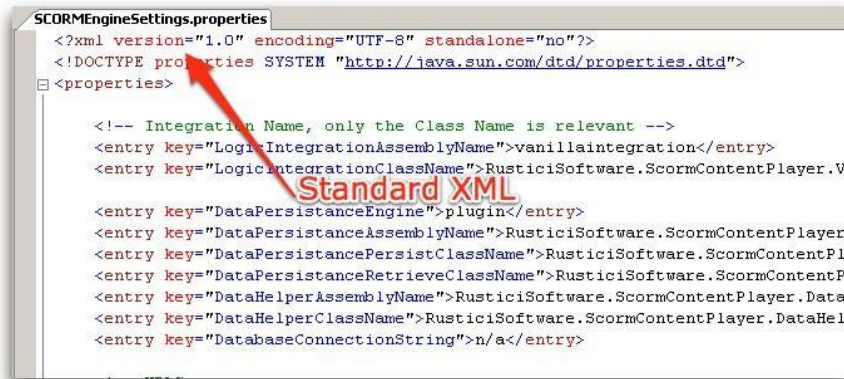 SCORMEngineSettings.properties
<?xml version="1.0" encoding="UTF-8" standalone="no"?>
<!DOCTYPE properties SYSTEM "http://java.sun.com/dtd/properties.dtd">
<properties>
<!-- Integration Name, only the Class Name is relevant -->
<entry key="LogicIntegrationAssemblyName">vanillaintegration</entry>
<entry key="LogicIntegrationClassName">RusticiSoftware.ScormContentPlayer.V
Standard XML
<entry key="DataPersistanceEngine">plugin</entry>
<entry key="DataPersistanceAssemblyName">RusticiSoftware.ScormContentPlayer
<entry key="DataPersistancePersistClassName">RusticiSoftware.ScormContentPl
<entry key="DataPersistanceRetrieveClassName">RusticiSoftware.ScormContentP
<entry key="DataHelperAssemblyName">RusticiSoftware.ScormContentPlayer.Data
<entry key="DataHelperClassName">RusticiSoftware.ScormContentPlayer.DataHel
<entry key="DatabaseConnectionString">n/a</entry>